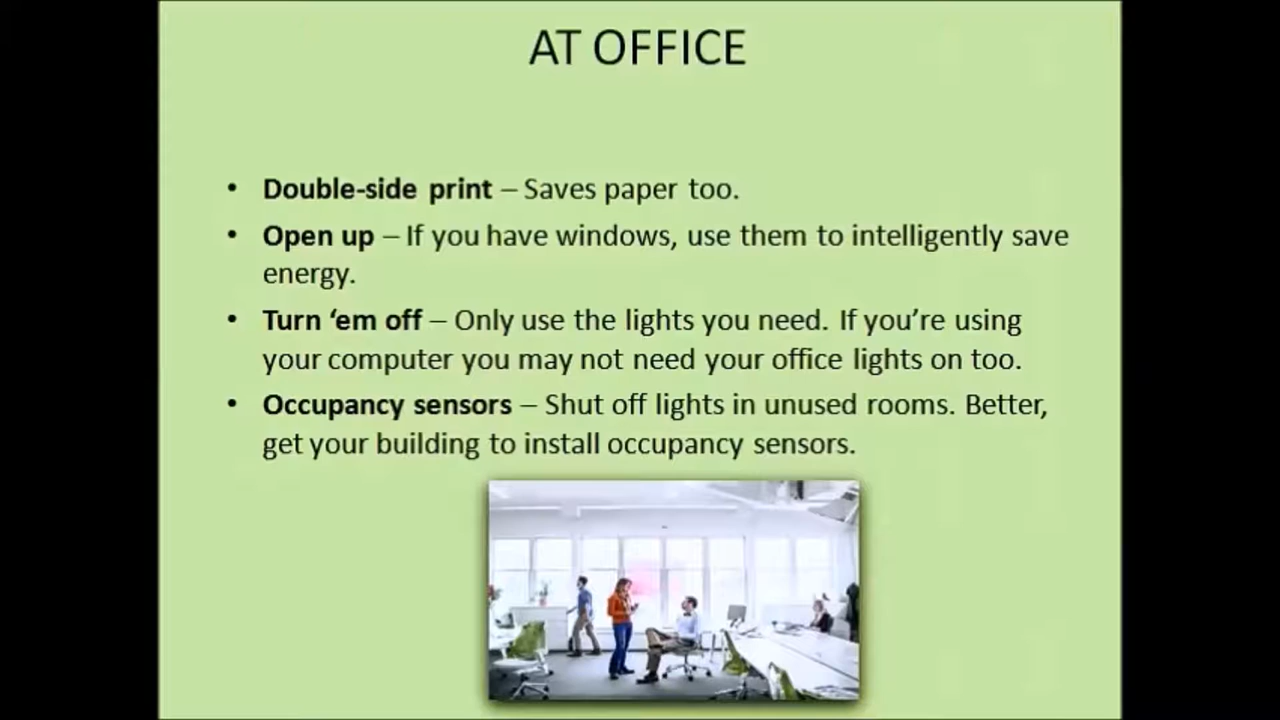 AT OFFICE
• Double-side print – Saves paper too.
• Open up – If you have windows, use them to intelligently save
energy.
• Turn ‘em off – Only use the lights you need. If you’re using
your computer you may not need your office lights on too.
• Occupancy sensors – Shut off lights in unused rooms. Better,
get your building to install occupancy sensors.